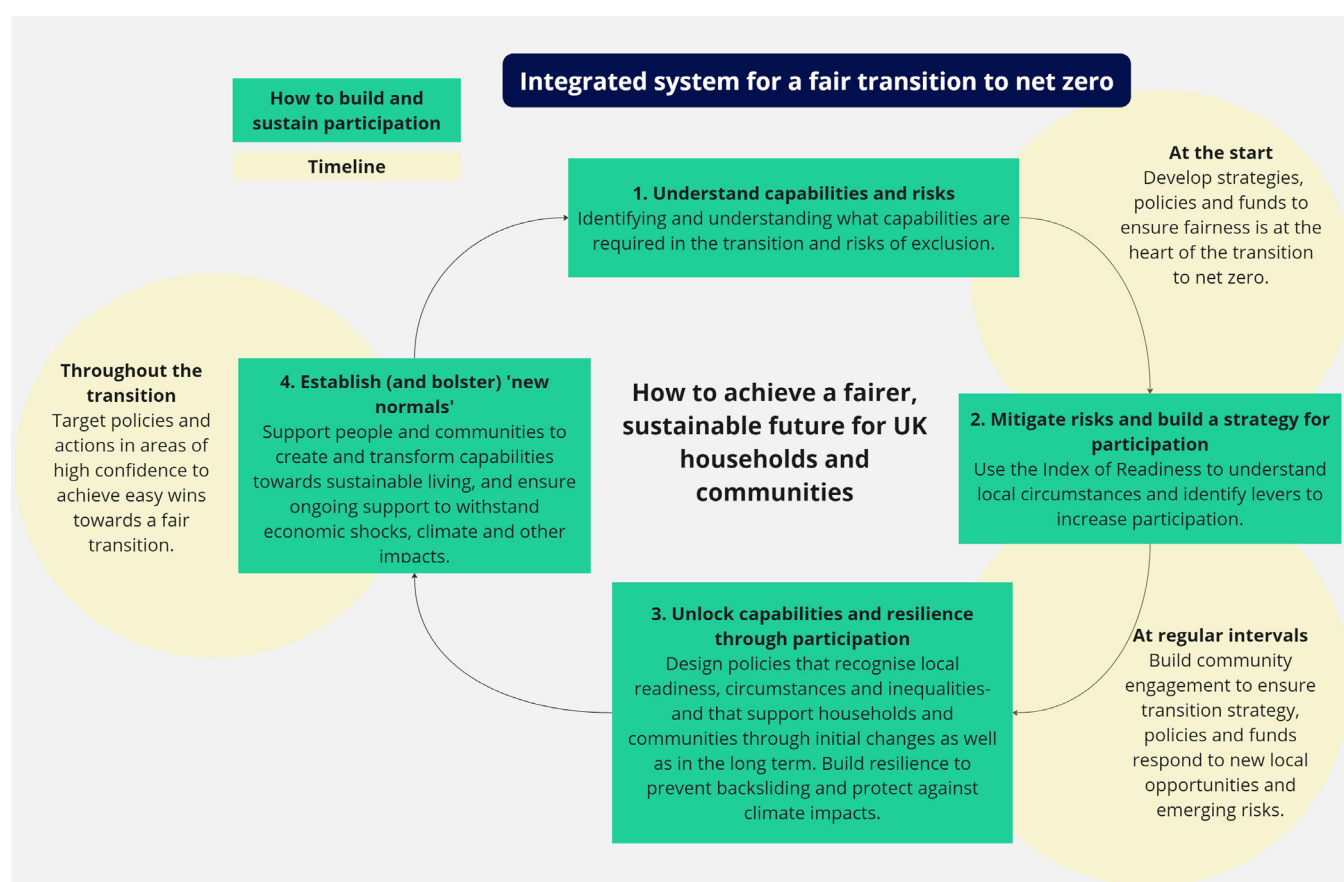 Integrated system for a fair transition to net zero
How to build and
sustain participation
Timeline
1. Understand capabilities and risks
Identifying and understanding what capabilities are
required in the transition and risks of exclusion.
At the start
Develop strategies,
policies and funds to
ensure fairness is at the
heart of the transition
to net zero.
2. Mitigate risks and build a strategy for
participation
Use the Index of Readiness to understand
local circumstances and identify levers to
increase participation.
At regular intervals
Build community
engagement to ensure
transition strategy,
policies and funds
respond to new local
opportunities and
emerging risks.
3. Unlock capabilities and resilience
through participation
Design policies that recognise local
readiness, circumstances and inequalities-
and that support households and
communities through initial changes as well
as in the long term. Build resilience to
prevent backsliding and protect against
climate impacts.
4. Establish (and bolster) 'new
normals'
Support people and communities to
create and transform capabilities
towards sustainable living, and ensure
ongoing support to withstand
economic shocks, climate and other
impacts.
Throughout the
transition
Target policies and
actions in areas of
high confidence to
achieve easy wins
towards a fair
transition.
How to achieve a fairer,
sustainable future for UK
households and
communities